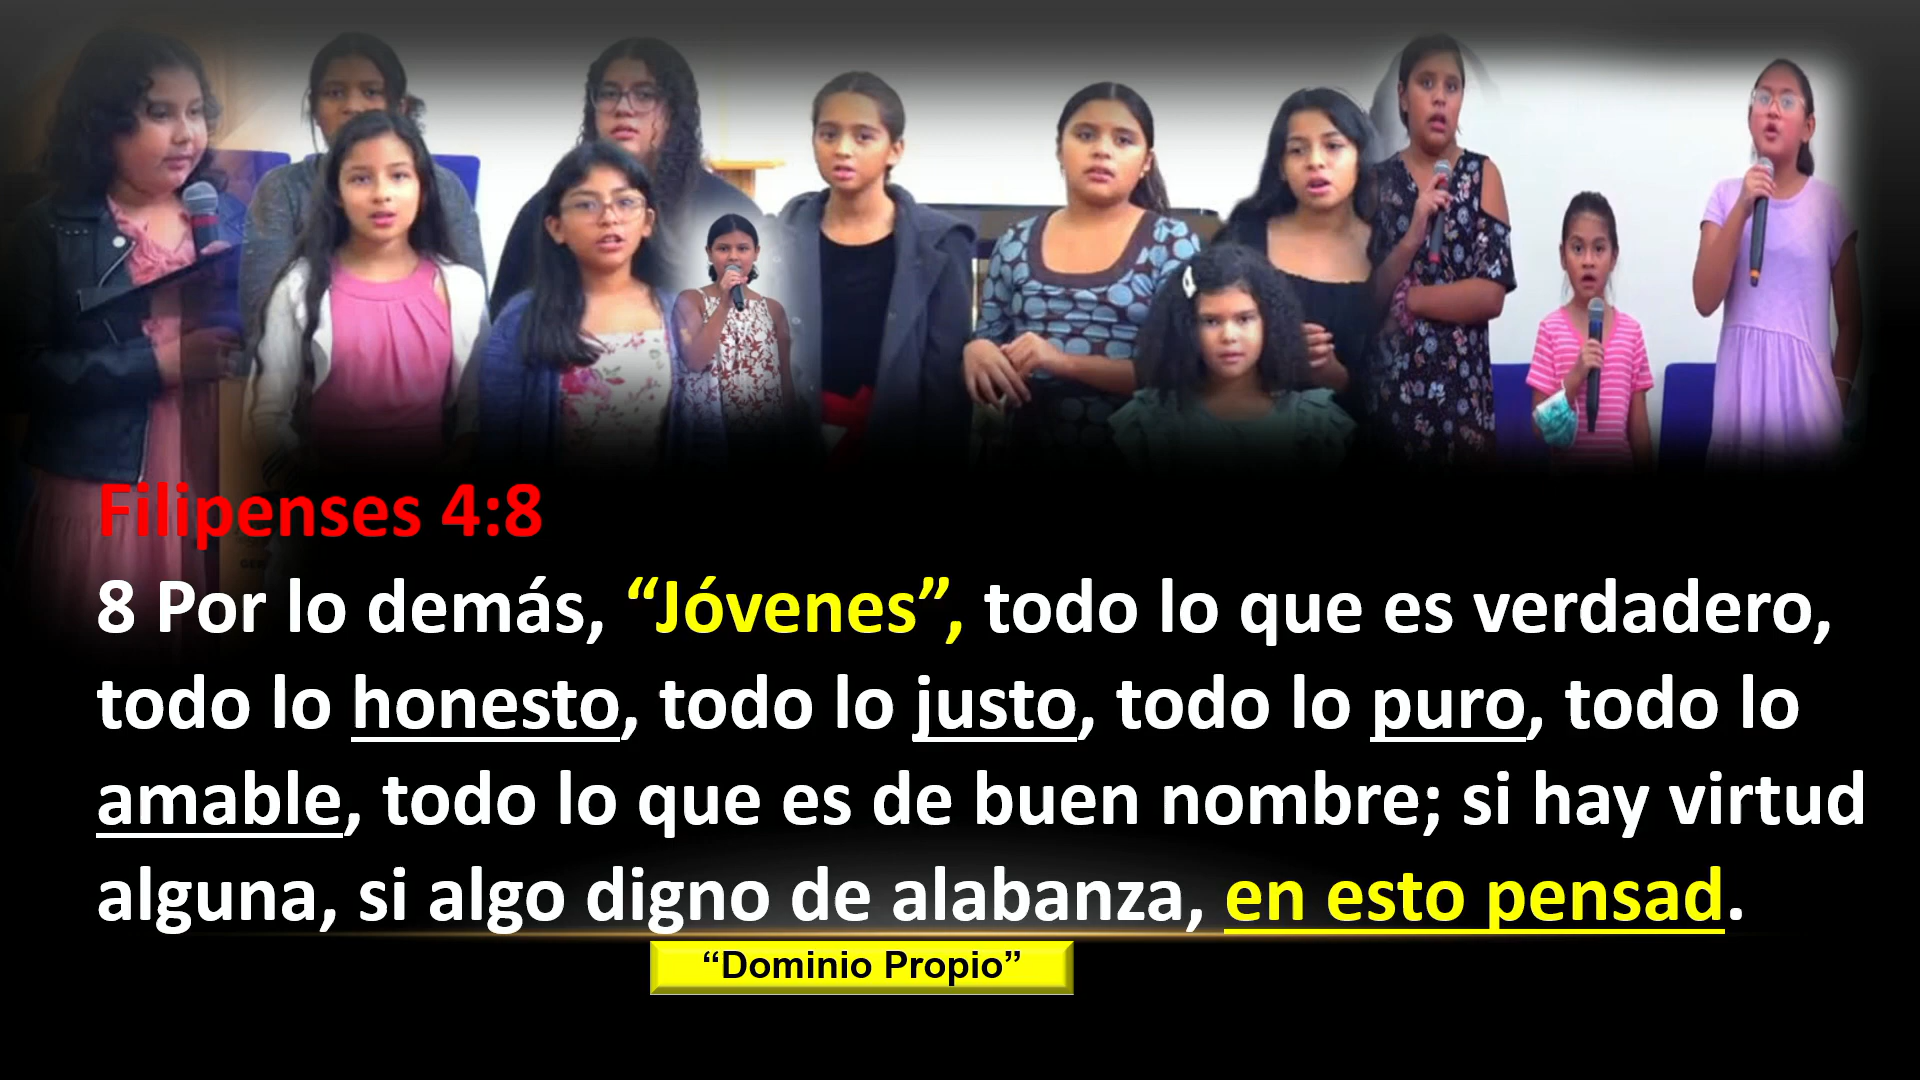 Filipenses 4:8
8 Por lo demás, “Jóvenes”, todo lo que es verdadero,
todo lo honesto, todo lo justo, todo lo puro, todo lo
amable, todo lo que es de buen nombre; si hay virtud
alguna, si algo digno de alabanza, en esto pensad.
“Dominio Propio”